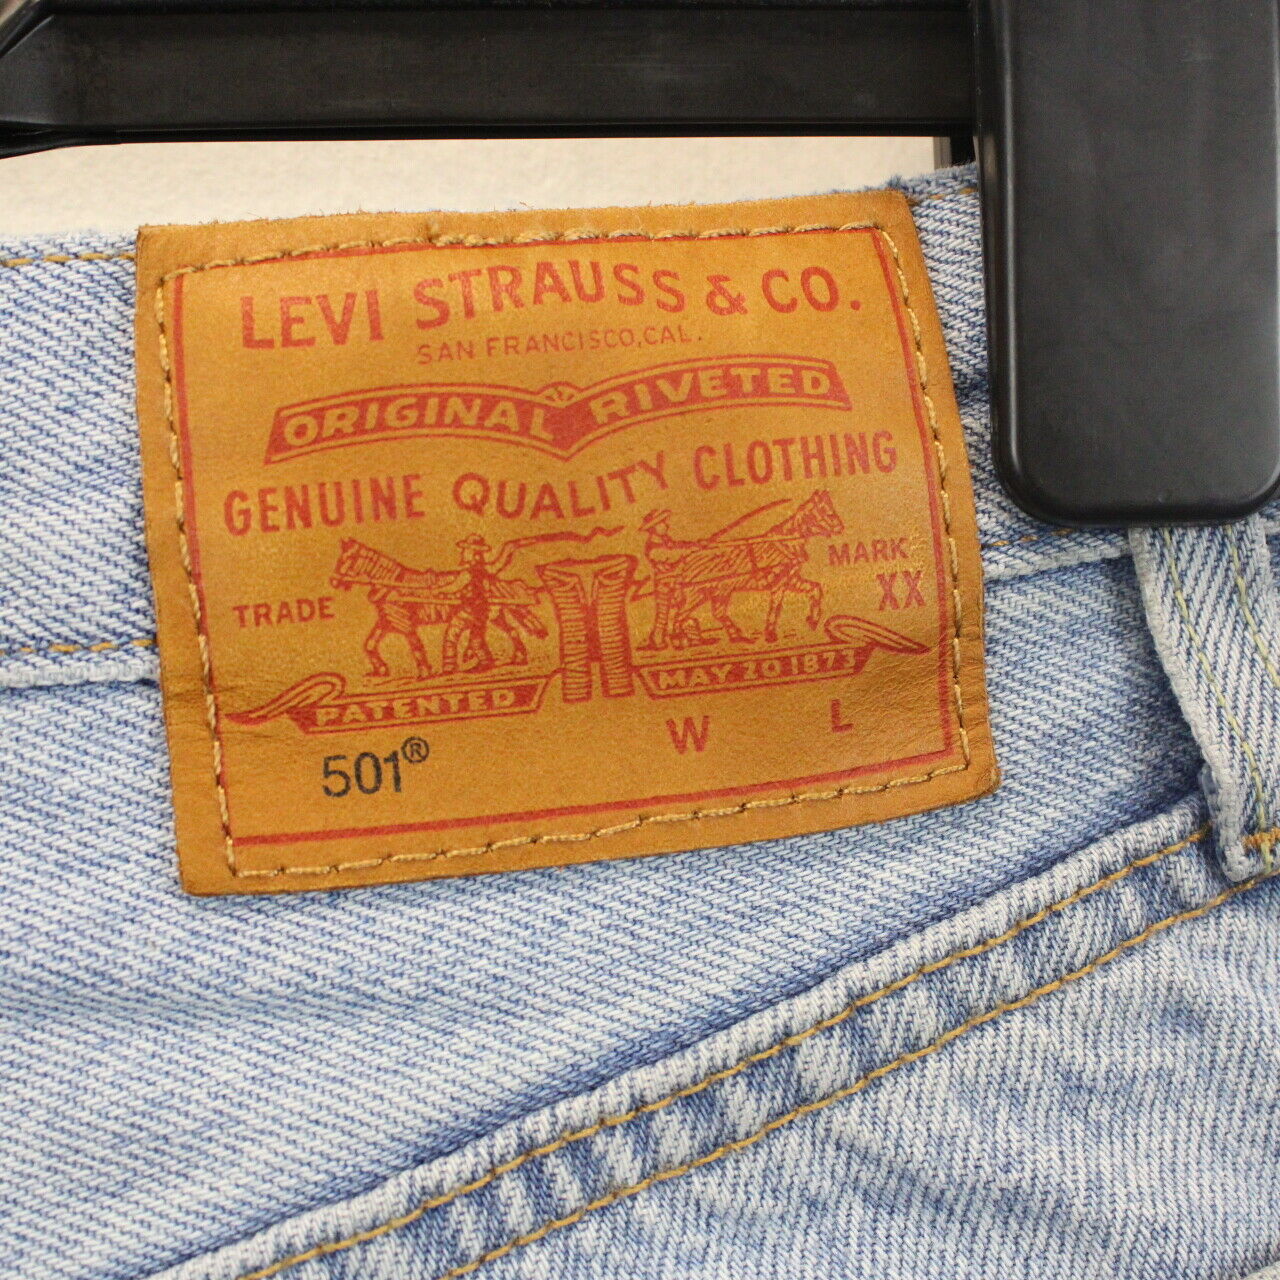 LEVI STRAUSS & CO.
SAN FRANCISCO, CAL.
ORIGINAL RIVETED
GENUINE QUALITY CLOTHING
TRADE MARK
XX
PATENTED MAY 20 1873
501® W L